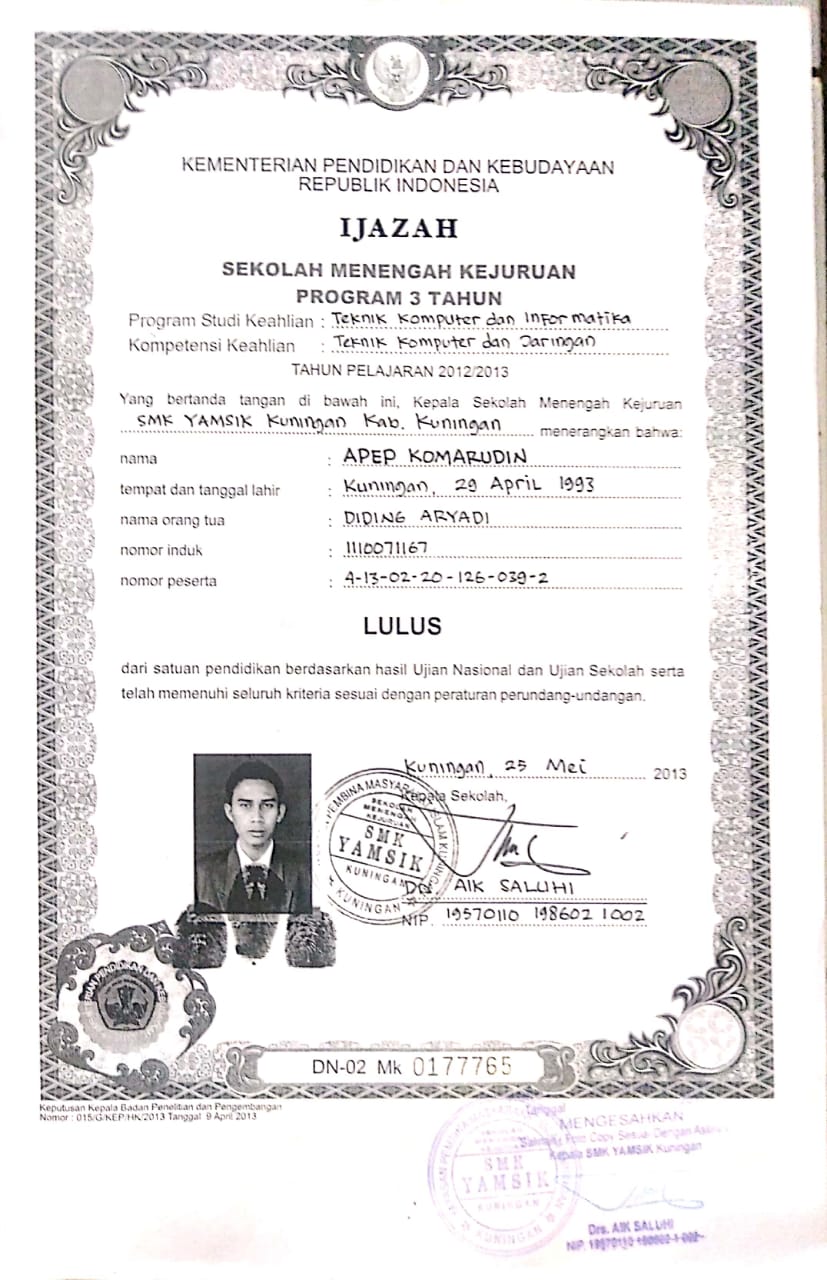 KEMENTERIAN PENDIDIKAN DAN KEBUDAYAAN
REPUBLIK INDONESIA
IJAZAH
SEKOLAH MENENGAH KEJURUAN
PROGRAM 3 TAHUN
Program Studi Keahlian : Teknik Komputer dan Informatika
Kompetensi Keahlian : Teknik Komputer dan Jaringan
TAHUN PELAJARAN 2012/2013
Yang bertanda tangan di bawah ini, Kepala Sekolah Menengah Kejuruan
SMK YAMSIK Kuningan Kab. Kuningan menerangkan bahwa:
nama : APEP KOMARUDIN
tempat dan tanggal lahir : Kuningan, 29 April 1993
nama orang tua : DIDING ARYADI
nomor induk : 1110071167
nomor peserta : 4-13-02-20-126-039-2
LULUS
dari satuan pendidikan berdasarkan hasil Ujian Nasional dan Ujian Sekolah serta
telah memenuhi seluruh kriteria sesuai dengan peraturan perundang-undangan.
Kuningan, 25 Mei 2013
Kepala Sekolah,
SEKOLAH
MENENGAH
KEJURUAN
SMK
YAMSIK
KUNINGAN
KUNINGAN
AIK SALUHI
NIP. 19570110 198602 1 002
DN-02 Mk 0177765
Keputusan Kepala Badan Penelitian dan Pengembangan
Nomor : 015/G/KEP/HK/2013 Tanggal 9 April 2013
Tanggal
MENGESAHKAN
Foto Copy Sesuai Dengan
Kepala SMK YAMSIK Kuningan
SMK
YAMSIK
KUNINGAN
KUNINGAN
Drs. AIK SALUHI
NIP.